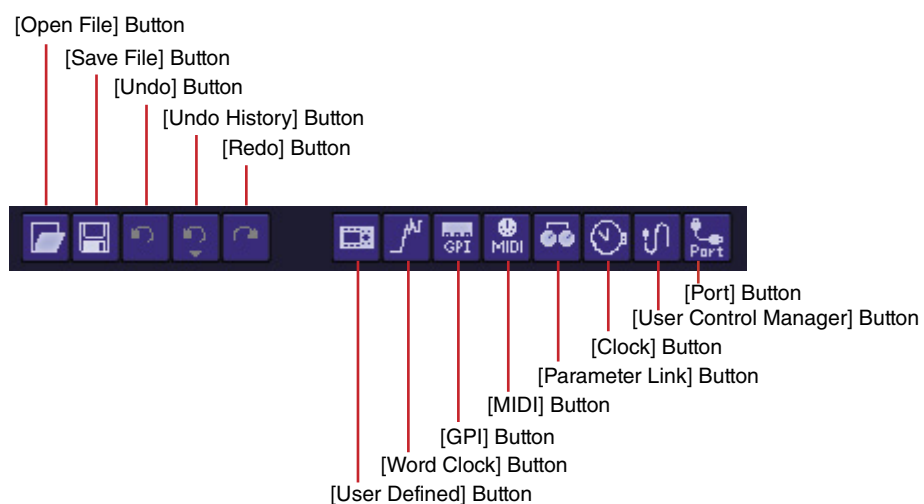 [Open File] Button
[Save File] Button
[Undo] Button
[Undo History] Button
[Redo] Button
GPI
MIDI
Port
[Port] Button
[User Control Manager] Button
[Clock] Button
[Parameter Link] Button
[MIDI] Button
[GPI] Button
[Word Clock] Button
[User Defined] Button